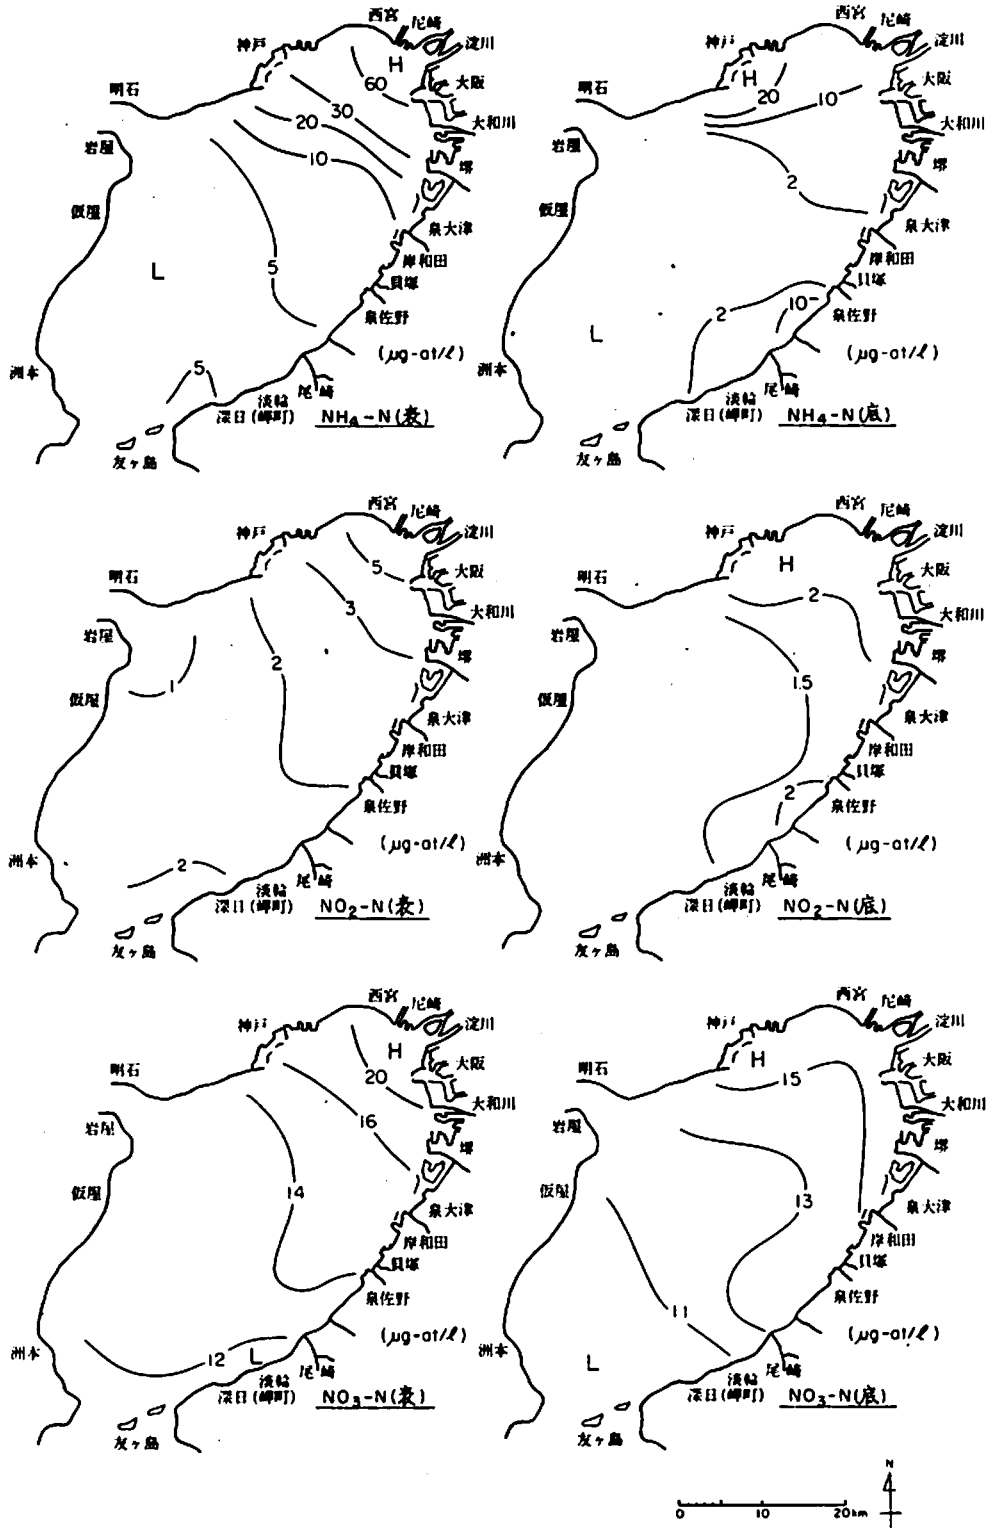 西宮 尼崎
神戸
淀川
H
明石
60
大阪
30
20
大和川
岩屋
10
堺
仮屋
泉大津
岸和田
L
5
貝塚
泉佐野
(μg-at/ℓ)
洲本
5
尾崎
淡輪
深日(岬町)
NH₄-N(表)
友ヶ島
西宮 尼崎
神戸
淀川
H
明石
20
10
大阪
大和川
岩屋
堺
2
仮屋
泉大津
岸和田
貝塚
2
10
泉佐野
L
(μg-at/ℓ)
洲本
尾崎
淡輪
深日(岬町)
NH₄-N(底)
友ヶ島
西宮 尼崎
神戸
淀川
5
明石
大阪
3
大和川
岩屋
2
堺
1
仮屋
泉大津
岸和田
貝塚
泉佐野
(μg-at/ℓ)
洲本
2
尾崎
淡輪
深日(岬町)
NO₂-N(表)
友ヶ島
西宮 尼崎
神戸
淀川
H
明石
大阪
2
大和川
岩屋
堺
1.5
仮屋
泉大津
岸和田
貝塚
2
泉佐野
(μg-at/ℓ)
洲本
尾崎
淡輪
深日(岬町)
NO₂-N(底)
友ヶ島
西宮 尼崎
神戸
淀川
H
明石
20
大阪
大和川
16
岩屋
堺
14
仮屋
泉大津
岸和田
貝塚
泉佐野
(μg-at/ℓ)
洲本
12
L
尾崎
淡輪
深日(岬町)
NO₃-N(表)
友ヶ島
西宮 尼崎
神戸
淀川
H
明石
15
大阪
大和川
岩屋
堺
13
仮屋
泉大津
岸和田
貝塚
泉佐野
11
(μg-at/ℓ)
洲本
L
尾崎
淡輪
深日(岬町)
NO₃-N(底)
友ヶ島
N
0 10 20km